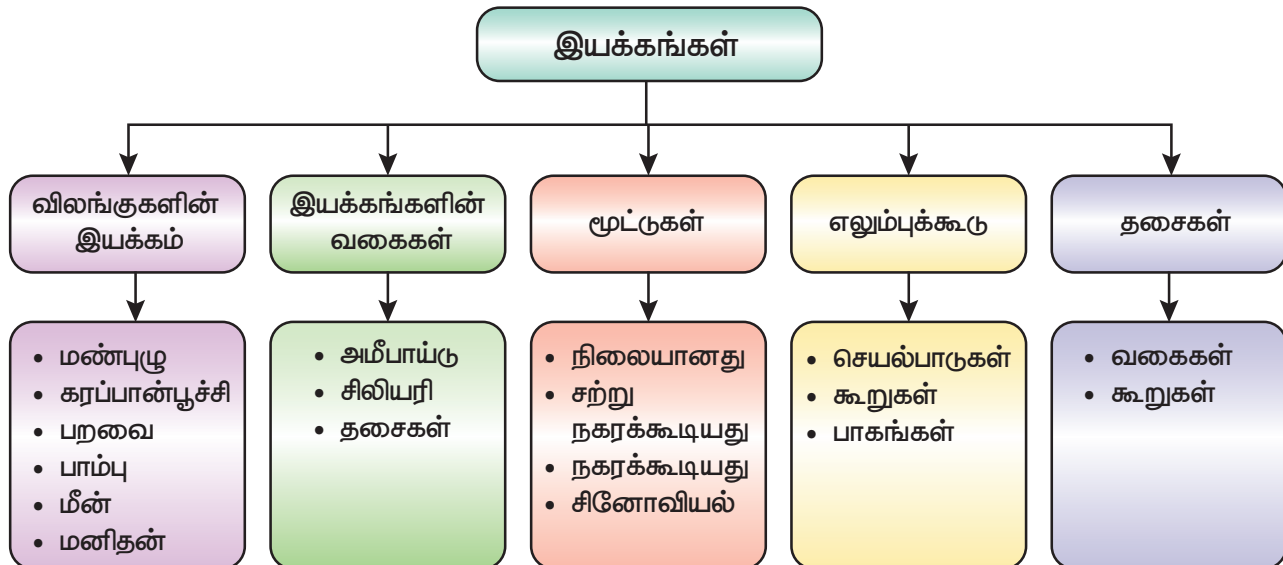 இயக்கங்கள்
விலங்குகளின்
இயக்கம்
இயக்கங்களின்
வகைகள்
மூட்டுகள்
எலும்புக்கூடு
தசைகள்
• மண்புழு
• கரப்பான்பூச்சி
• பறவை
• பாம்பு
• மீன்
• மனிதன்
• அமீபாய்டு
• சிலியரி
• தசைகள்
• நிலையானது
• சற்று
நகரக்கூடியது
• நகரக்கூடியது
• சினோவியல்
• செயல்பாடுகள்
• கூறுகள்
• பாகங்கள்
• வகைகள்
• கூறுகள்